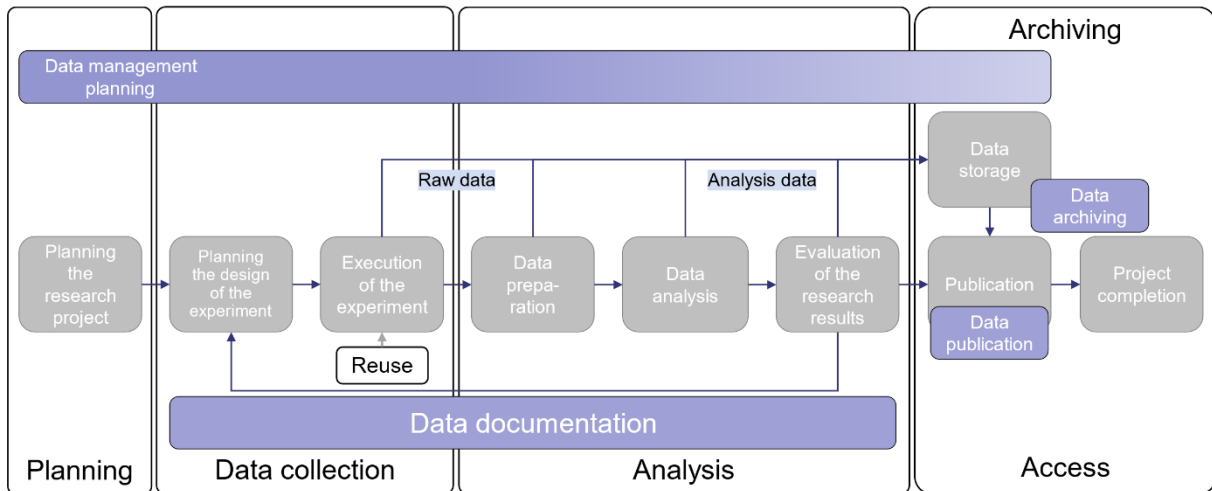 Archiving
Data management
planning
Data
storage
Raw data
Analysis data
Data
archiving
Planning
the
research
project
Planning
the design
of the
experiment
Execution
of the
experiment
Data
prepa-
ration
Data
analysis
Evaluation
of the
research
results
Publication
Project
completion
Data
publication
Reuse
Data documentation
Planning
Data collection
Analysis
Access